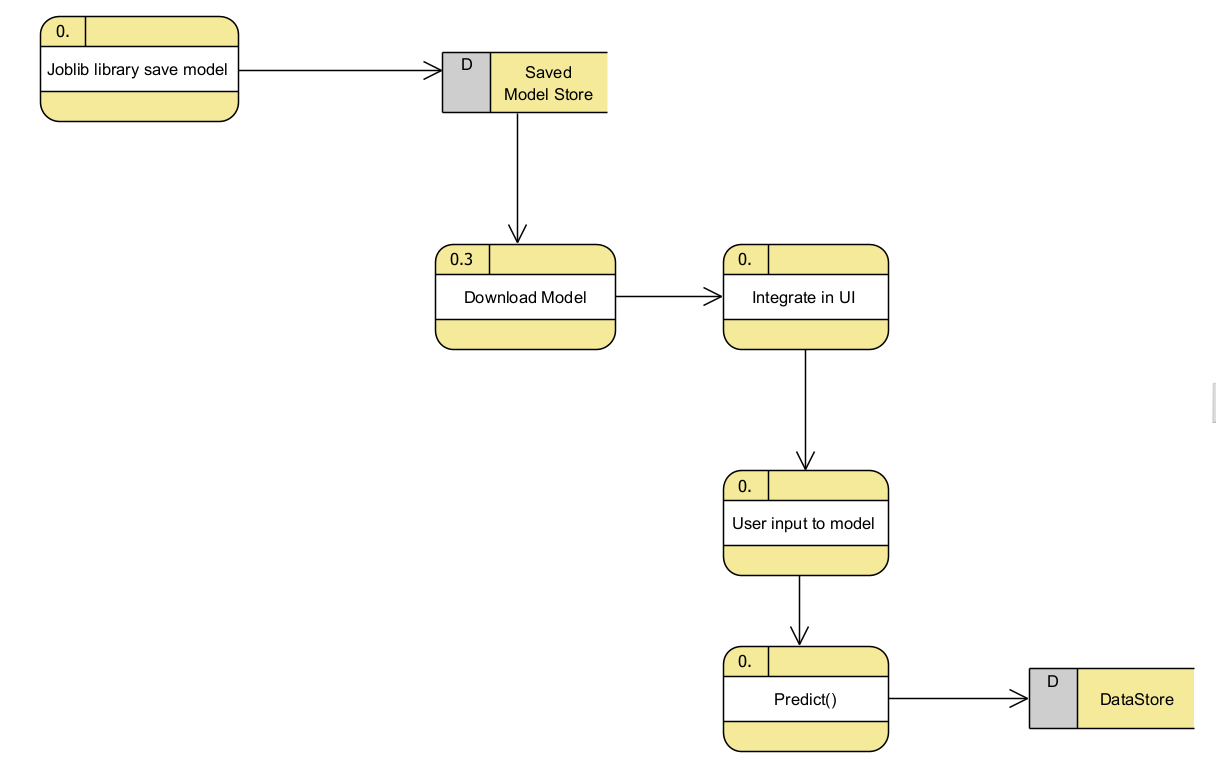 0.
Joblib library save model
D
Saved
Model Store
0.3
Download Model
0.
Integrate in UI
0.
User input to model
0.
Predict()
D
DataStore